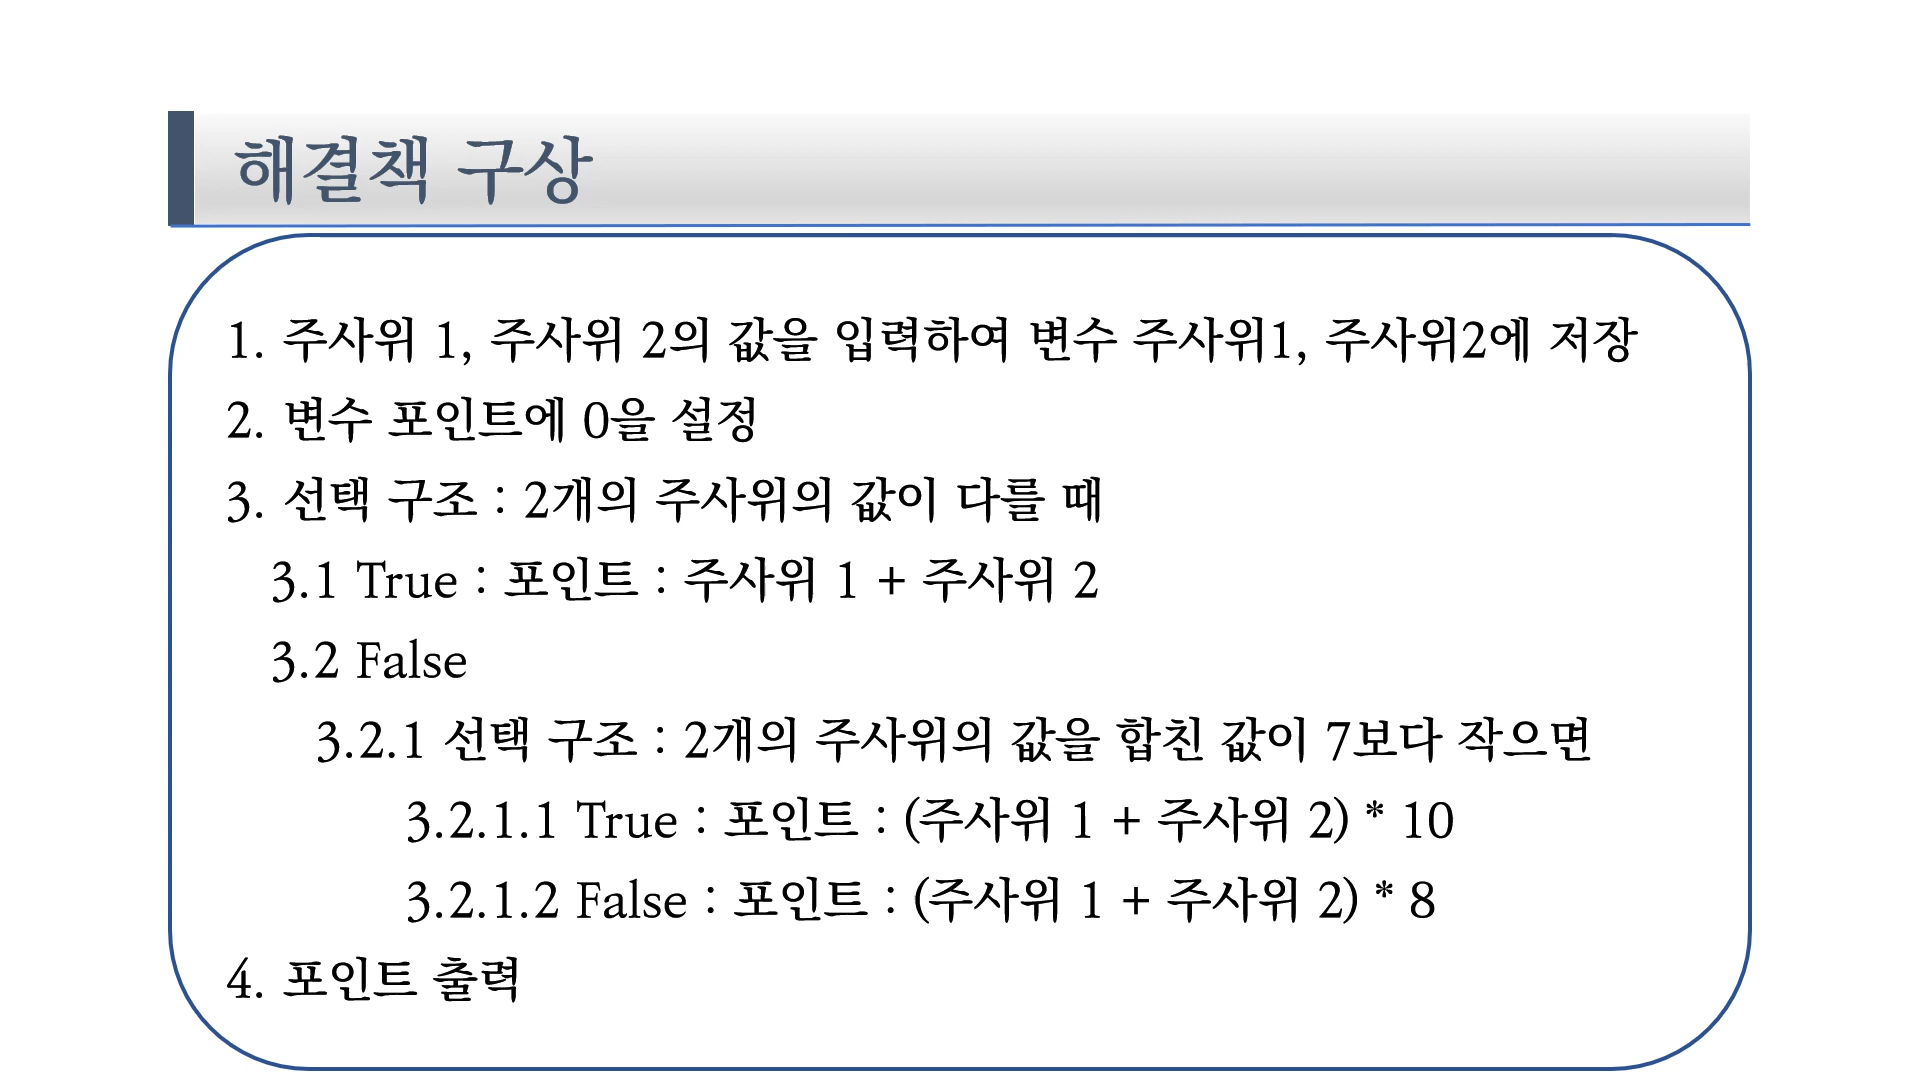 해결책 구상
1. 주사위 1, 주사위 2의 값을 입력하여 변수 주사위1, 주사위2에 저장
2. 변수 포인트에 0을 설정
3. 선택 구조 : 2개의 주사위의 값이 다를 때
3.1 True : 포인트 : 주사위 1 + 주사위 2
3.2 False
3.2.1 선택 구조 : 2개의 주사위의 값을 합친 값이 7보다 작으면
3.2.1.1 True : 포인트 : (주사위 1 + 주사위 2) * 10
3.2.1.2 False : 포인트 : (주사위 1 + 주사위 2) * 8
4. 포인트 출력